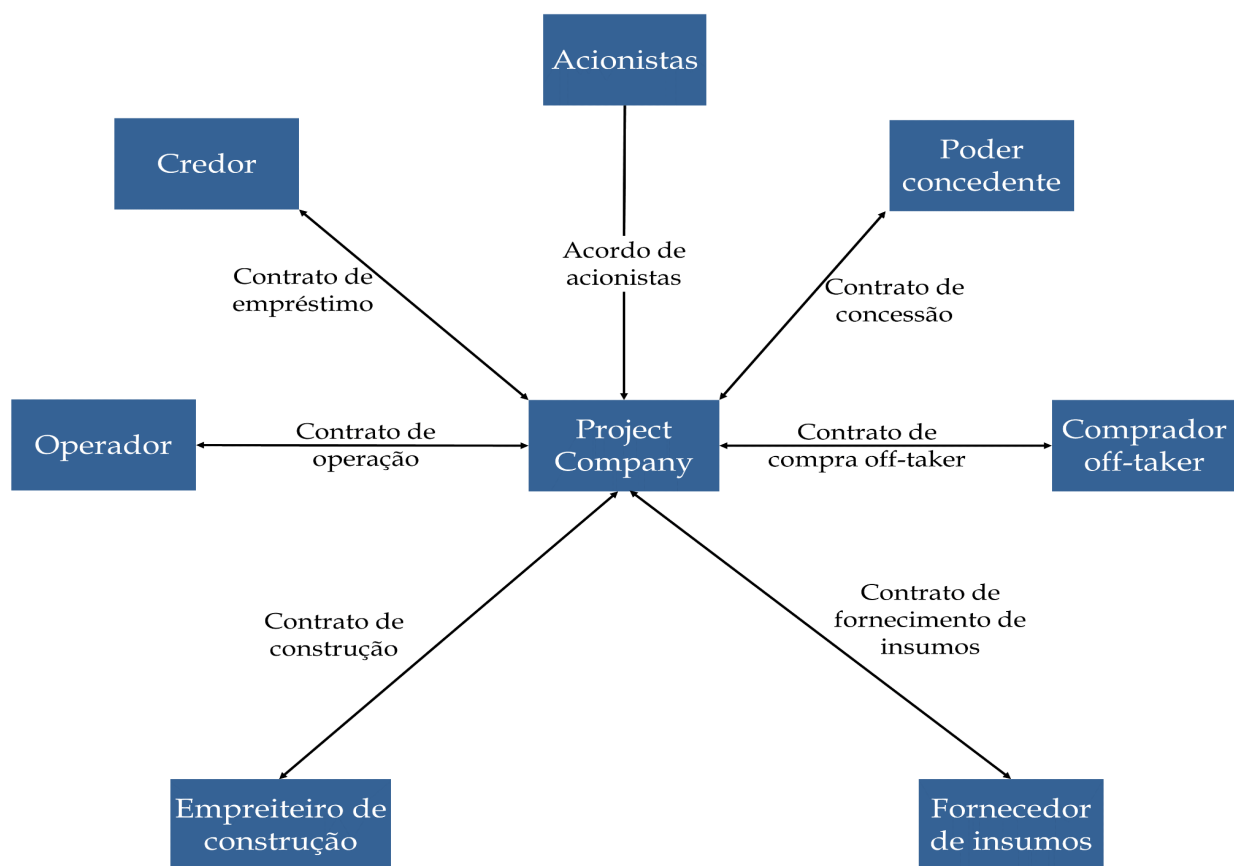 Acionistas
Credor
Poder
concedente
Acordo de
acionistas
Contrato de
empréstimo
Contrato de
concessão
Operador
Contrato de
operação
Project
Company
Contrato de
compra off-taker
Comprador
off-taker
Contrato de
construção
Contrato de
fornecimento de
insumos
Empreiteiro de
construção
Fornecedor
de insumos